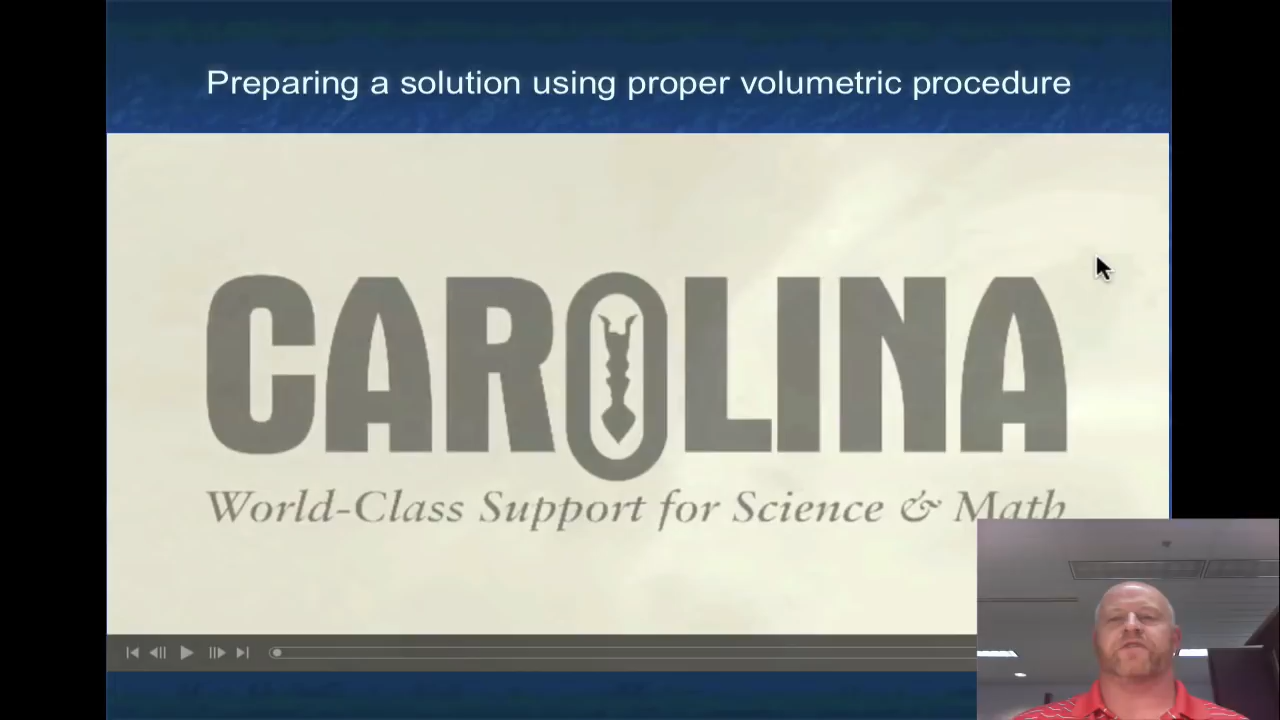 Preparing a solution using proper volumetric procedure
CAROLINA
World-Class Support for Science & Math